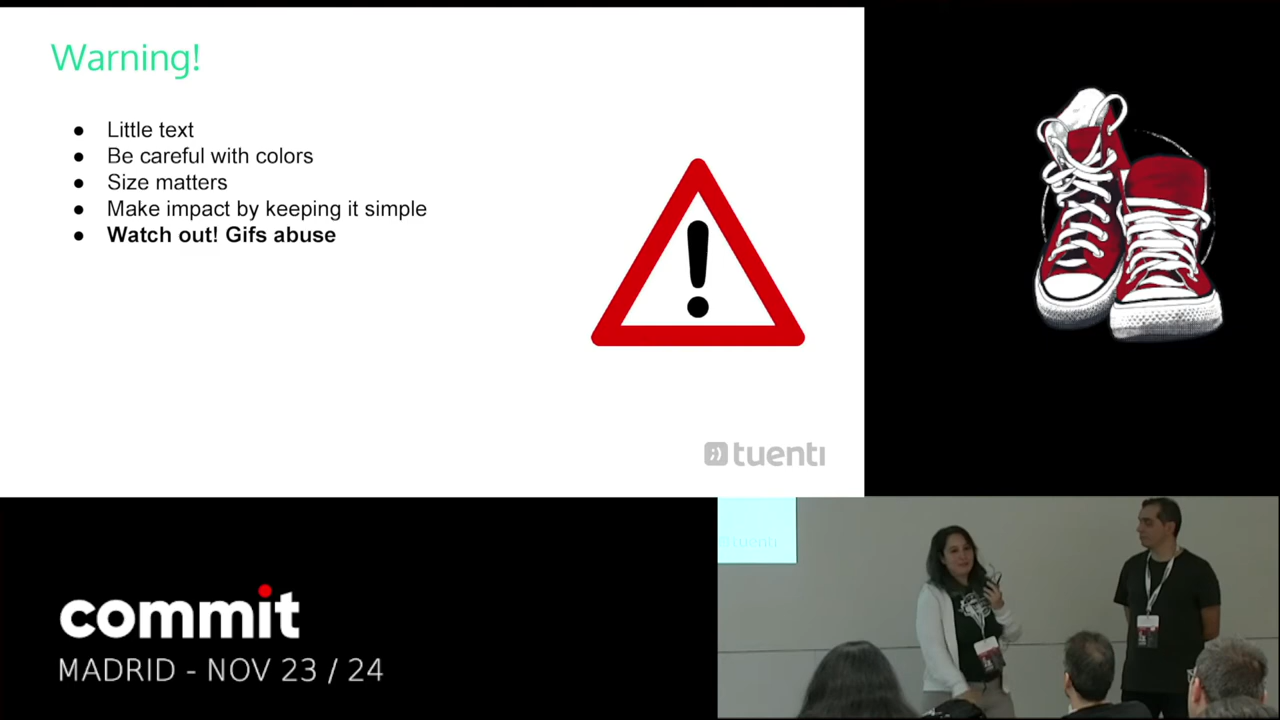 Warning!
● Little text
● Be careful with colors
● Size matters
● Make impact by keeping it simple
● Watch out! Gifs abuse
tuenti
commit
MADRID - NOV 23 / 24
tuenti